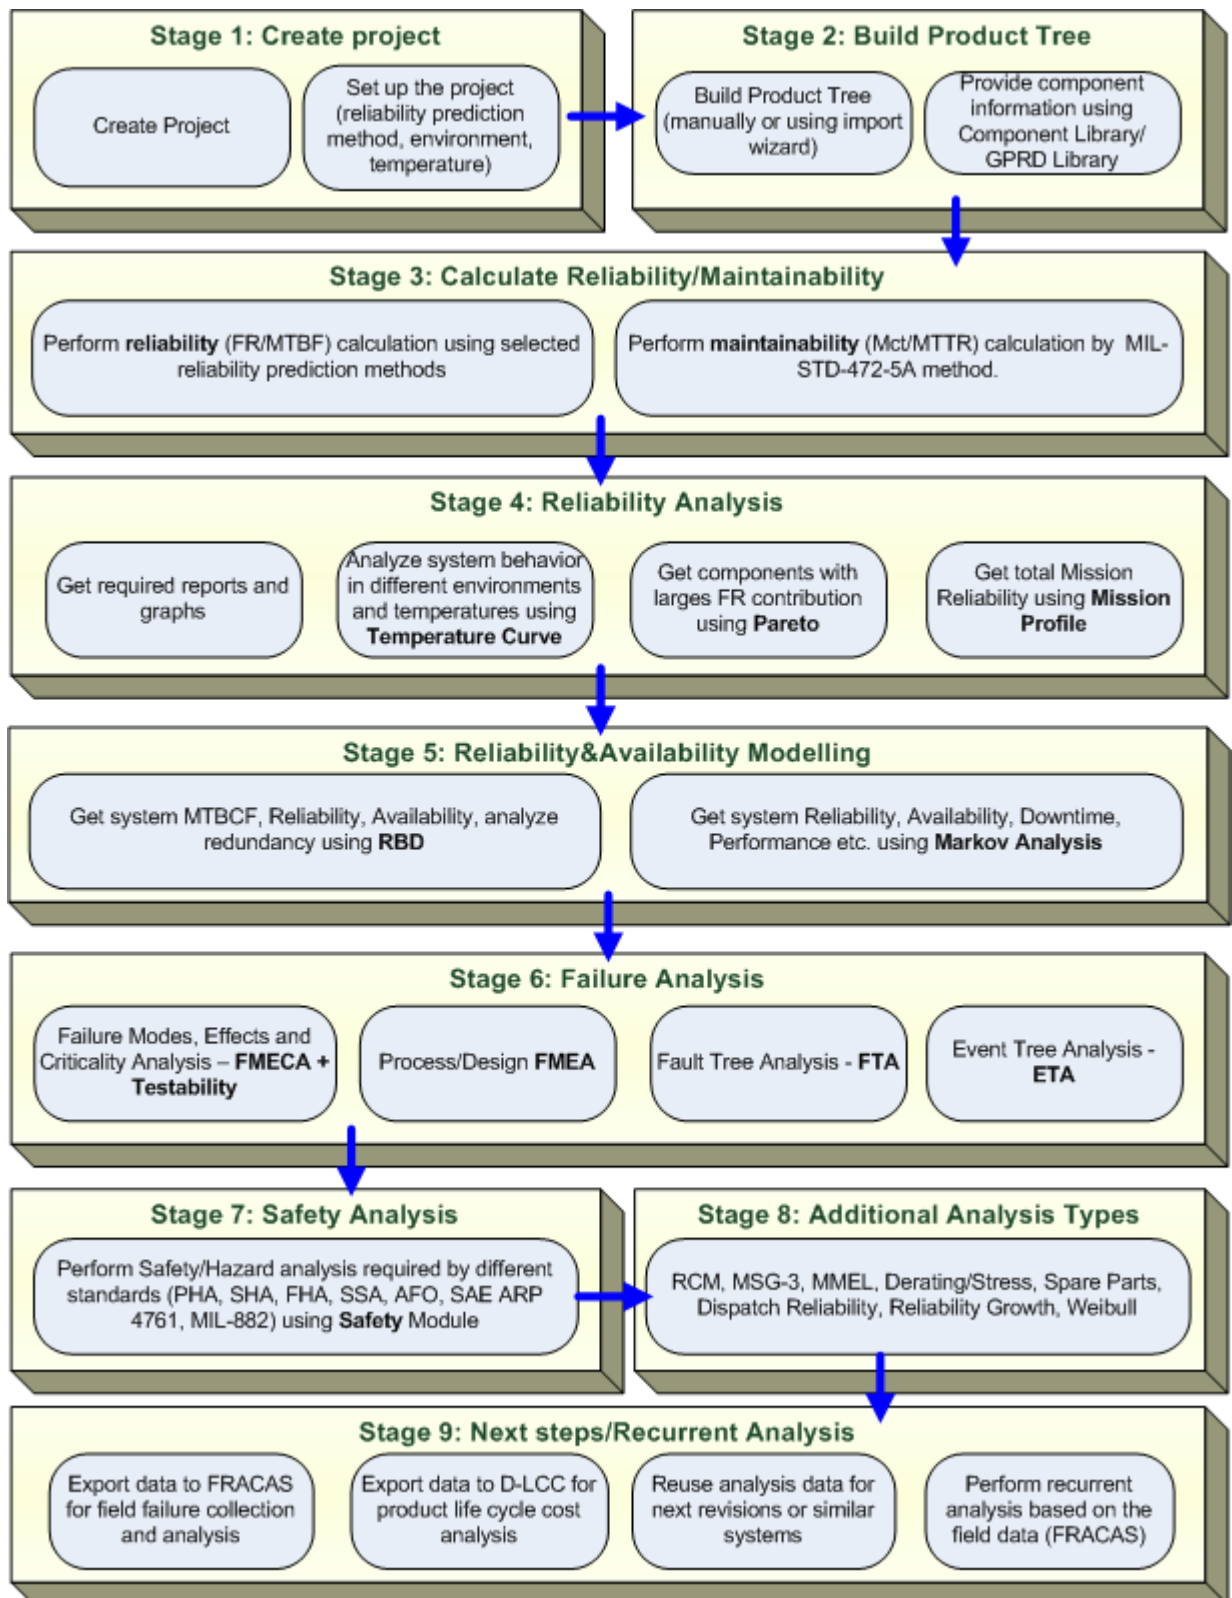 Stage 1: Create project
Create Project
Set up the project
(reliability prediction
method, environment,
temperature)
Stage 2: Build Product Tree
Build Product Tree
(manually or using import
wizard)
Provide component
information using
Component Library/
GPRD Library
Stage 3: Calculate Reliability/Maintainability
Perform reliability (FR/MTBF) calculation using selected
reliability prediction methods
Perform maintainability (Mct/MTTR) calculation by MIL-
STD-472-5A method.
Stage 4: Reliability Analysis
Get required reports and
graphs
Analyze system behavior
in different environments
and temperatures using
Temperature Curve
Get components with
larges FR contribution
using Pareto
Get total Mission
Reliability using Mission
Profile
Stage 5: Reliability&Availability Modelling
Get system MTBCF, Reliability, Availability, analyze
redundancy using RBD
Get system Reliability, Availability, Downtime,
Performance etc. using Markov Analysis
Stage 6: Failure Analysis
Failure Modes, Effects and
Criticality Analysis – FMECA +
Testability
Process/Design FMEA
Fault Tree Analysis - FTA
Event Tree Analysis -
ETA
Stage 7: Safety Analysis
Perform Safety/Hazard analysis required by different
standards (PHA, SHA, FHA, SSA, AFO, SAE ARP
4761, MIL-882) using Safety Module
Stage 8: Additional Analysis Types
RCM, MSG-3, MMEL, Derating/Stress, Spare Parts,
Dispatch Reliability, Reliability Growth, Weibull
Stage 9: Next steps/Recurrent Analysis
Export data to FRACAS
for field failure collection
and analysis
Export data to D-LCC for
product life cycle cost
analysis
Reuse analysis data for
next revisions or similar
systems
Perform recurrent
analysis based on the
field data (FRACAS)